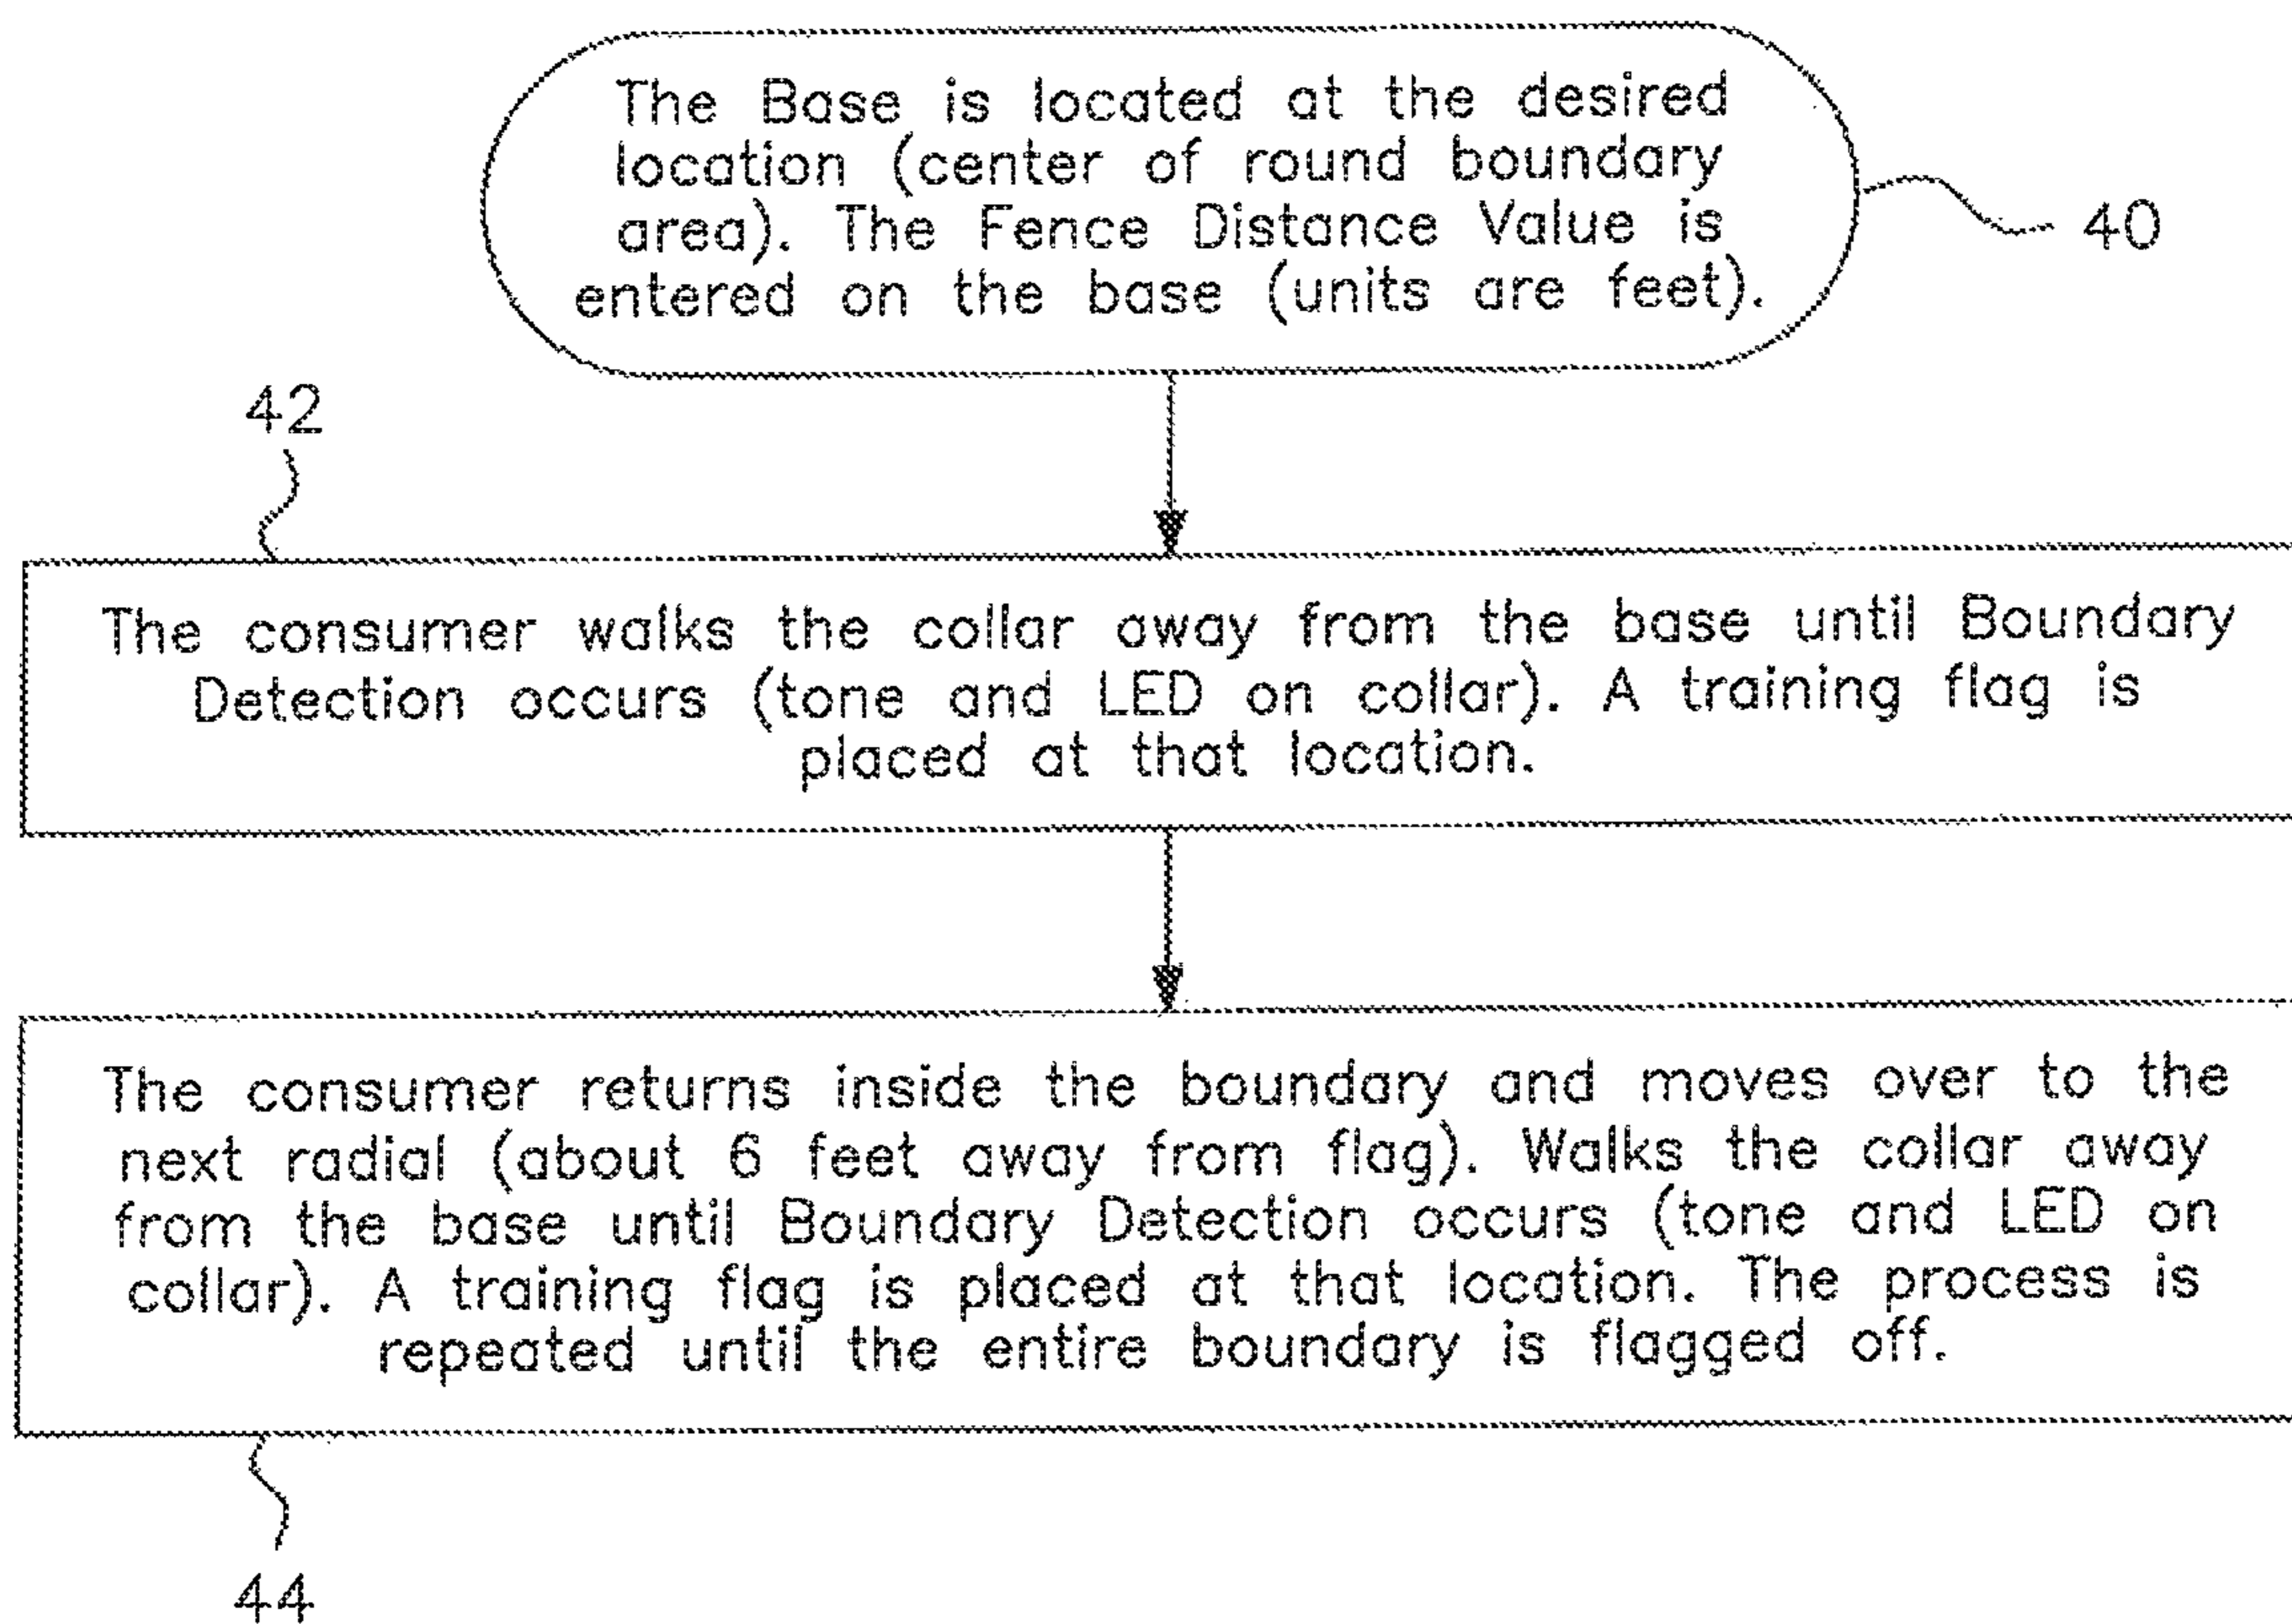 The Base is located at the desired
location (center of round boundary
area). The Fence Distance Value is
entered on the base (units are feet).
40
42
The consumer walks the collar away from the base until Boundary
Detection occurs (tone and LED on collar). A training flag is
placed at that location.
The consumer returns inside the boundary and moves over to the
next radial (about 6 feet away from flag). Walks the collar away
from the base until Boundary Detection occurs (tone and LED on
collar). A training flag is placed at that location. The process is
repeated until the entire boundary is flagged off.
44